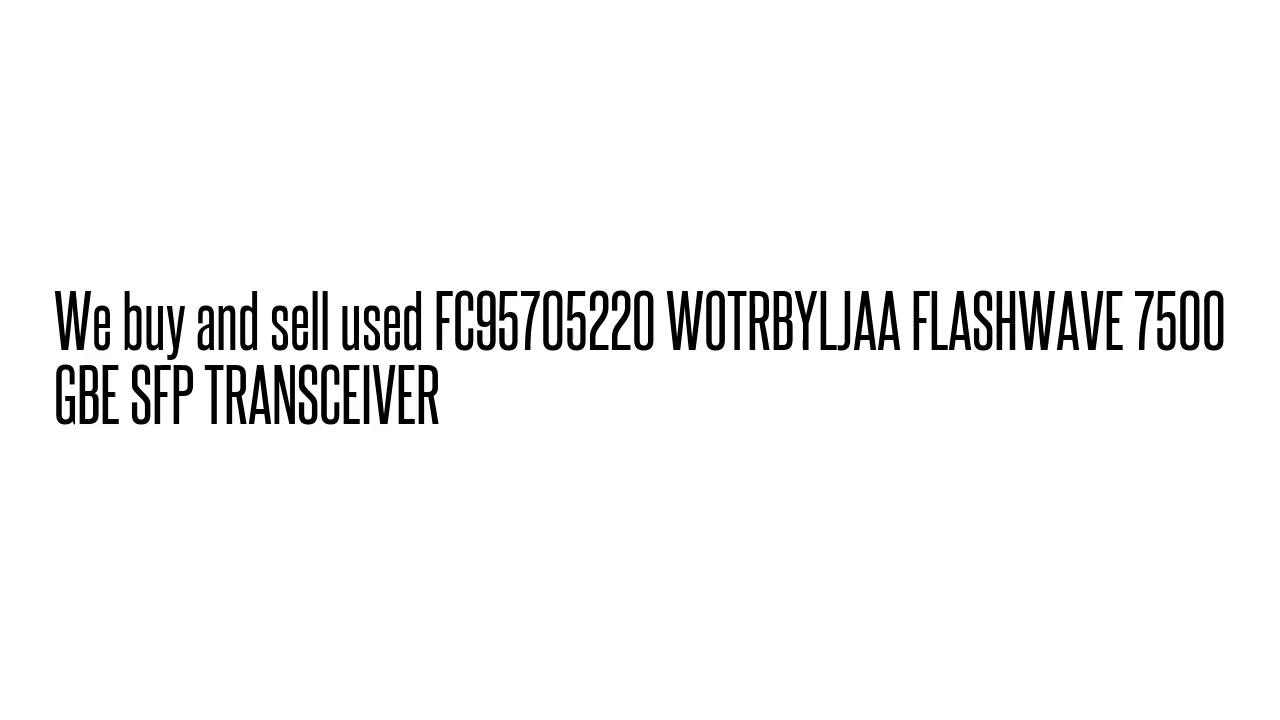 We buy and sell used FC95705220 WOTRBYLJAA FLASHWAVE 7500
GBE SFP TRANSCEIVER